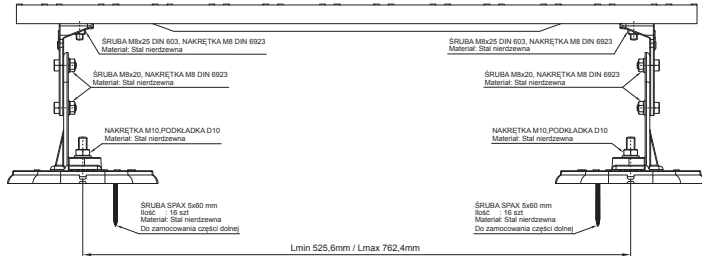 ŚRUBA M8x25 DIN 603, NAKRĘTKA M8 DIN 6923
Materiał: Stal nierdzewna
ŚRUBA M8x20, NAKRĘTKA M8 DIN 6923
Materiał: Stal nierdzewna
NAKRĘTKA M10,PODKŁADKA D10
Materiał: Stal nierdzewna
ŚRUBA SPAX 5x60 mm
Ilość : 16 szt
Materiał: Stal nierdzewna
Do zamocowania części dolnej
ŚRUBA M8x25 DIN 603, NAKRĘTKA M8 DIN 6923
Materiał: Stal nierdzewna
ŚRUBA M8x20, NAKRĘTKA M8 DIN 6923
Materiał: Stal nierdzewna
NAKRĘTKA M10,PODKŁADKA D10
Materiał: Stal nierdzewna
ŚRUBA SPAX 5x60 mm
Ilość : 16 szt
Materiał: Stal nierdzewna
Do zamocowania części dolnej
Lmin 525,6mm / Lmax 762,4mm